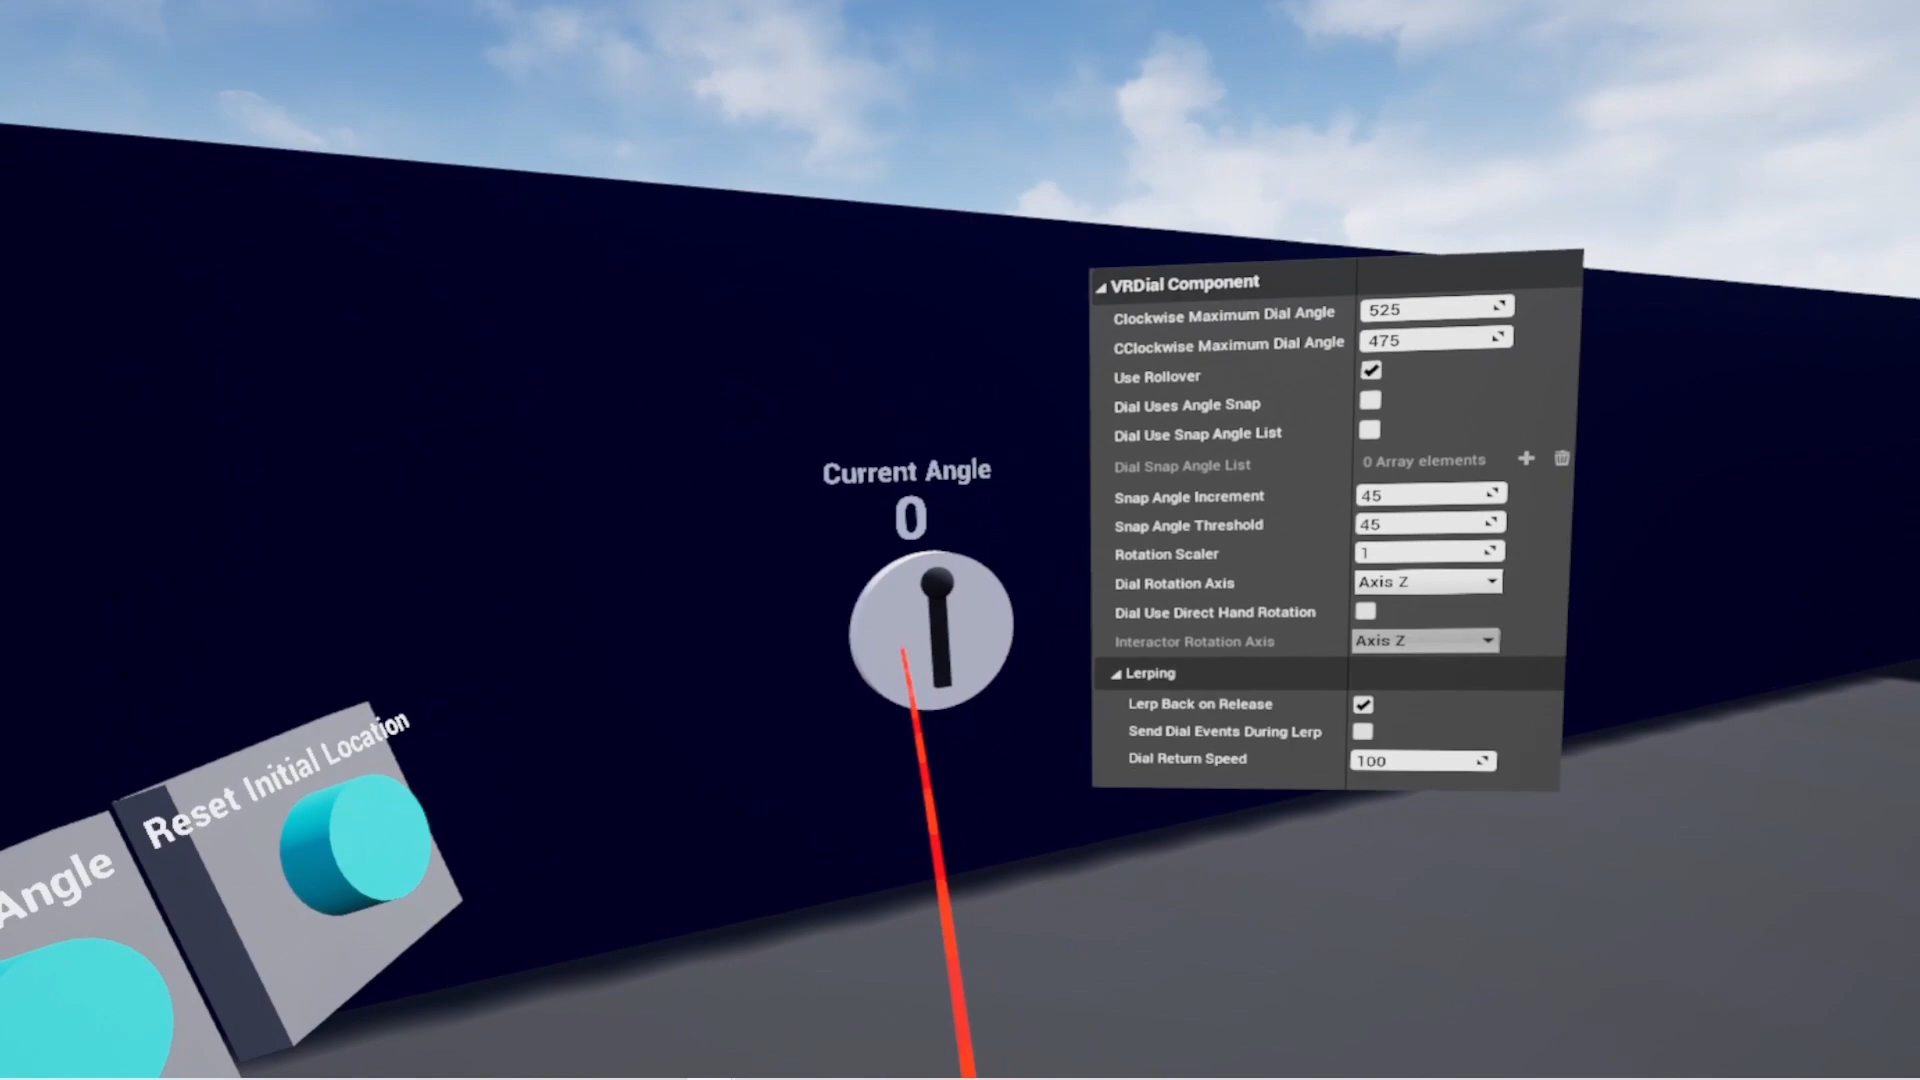 VRDial Component
Clockwise Maximum Dial Angle 525
CClockwise Maximum Dial Angle 475
Use Rollover
Dial Uses Angle Snap
Dial Use Snap Angle List
Dial Snap Angle List 0 Array elements
Snap Angle Increment 45
Snap Angle Threshold 45
Rotation Scaler 1
Dial Rotation Axis Axis Z
Dial Use Direct Hand Rotation
Interactor Rotation Axis Axis Z
Lerping
Lerp Back on Release
Send Dial Events During Lerp
Dial Return Speed 100
Current Angle
0
Reset Initial Location
Angle